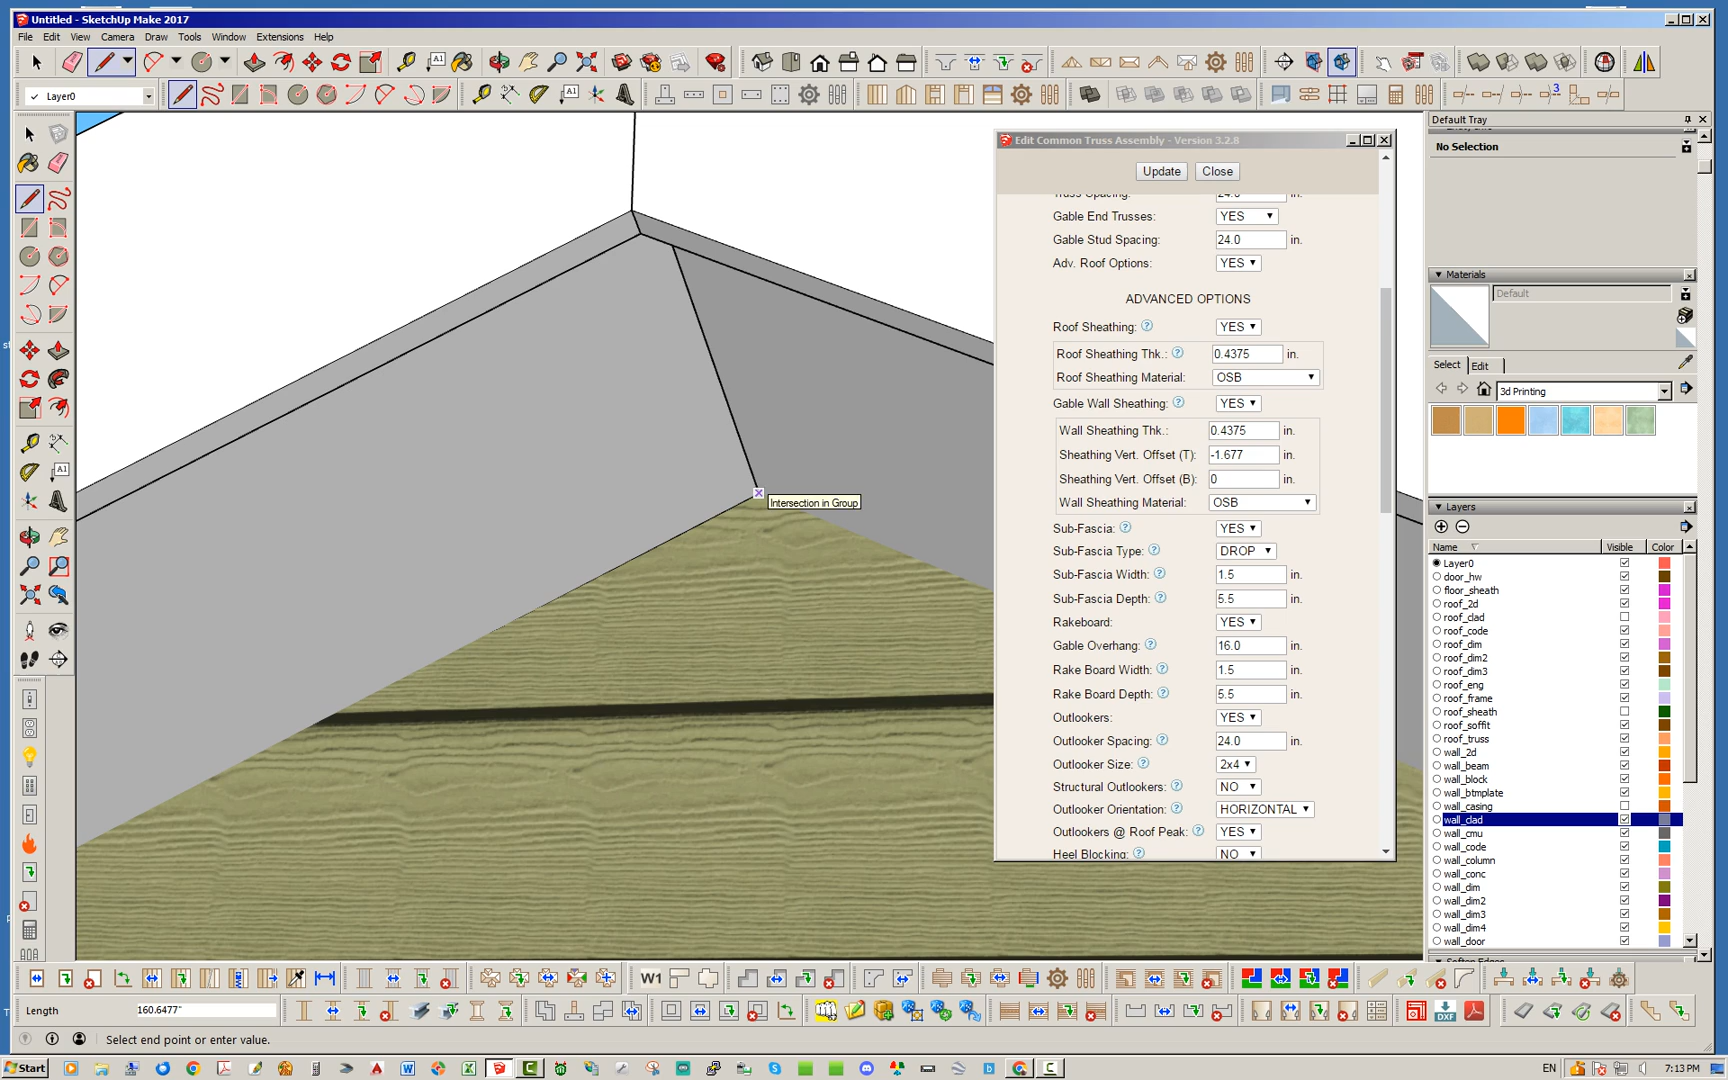 Untitled - SketchUp Make 2017
File Edit View Camera Draw Tools Window Extensions Help
Layer0
Default Tray
No Selection
Edit Common Truss Assembly - Version 3.2.8
Update Close
Truss Spacing: 24.0 in.
Gable End Trusses: YES
Gable Stud Spacing: 24.0 in.
Adv. Roof Options: YES
ADVANCED OPTIONS
Roof Sheathing: YES
Roof Sheathing Thk.: 0.4375 in.
Roof Sheathing Material: OSB
Gable Wall Sheathing: YES
Wall Sheathing Thk.: 0.4375 in.
Sheathing Vert. Offset (T): -1.677 in.
Sheathing Vert. Offset (B): 0 in.
Wall Sheathing Material: OSB
Sub-Fascia: YES
Sub-Fascia Type: DROP
Sub-Fascia Width: 1.5 in.
Sub-Fascia Depth: 5.5 in.
Rakeboard: YES
Gable Overhang: 16.0 in.
Rake Board Width: 1.5 in.
Rake Board Depth: 5.5 in.
Outlookers: YES
Outlooker Spacing: 24.0 in.
Outlooker Size: 2x4
Structural Outlookers: NO
Outlooker Orientation: HORIZONTAL
Outlookers @ Roof Peak: YES
Heel Blocking: NO
Intersection in Group
Materials
Default
Select Edit
3d Printing
Layers
Name Visible Color
Layer0
door_hw
floor_sheath
roof_2d
roof_clad
roof_code
roof_dim
roof_dim2
roof_dim3
roof_eng
roof_frame
roof_sheath
roof_soffit
roof_truss
wall_2d
wall_beam
wall_block
wall_btmplate
wall_casing
wall_clad
wall_cmu
wall_code
wall_column
wall_conc
wall_dim
wall_dim2
wall_dim3
wall_dim4
wall_door
W1
Length 160.6477"
DXF
Select end point or enter value.
Start
EN
7:13 PM